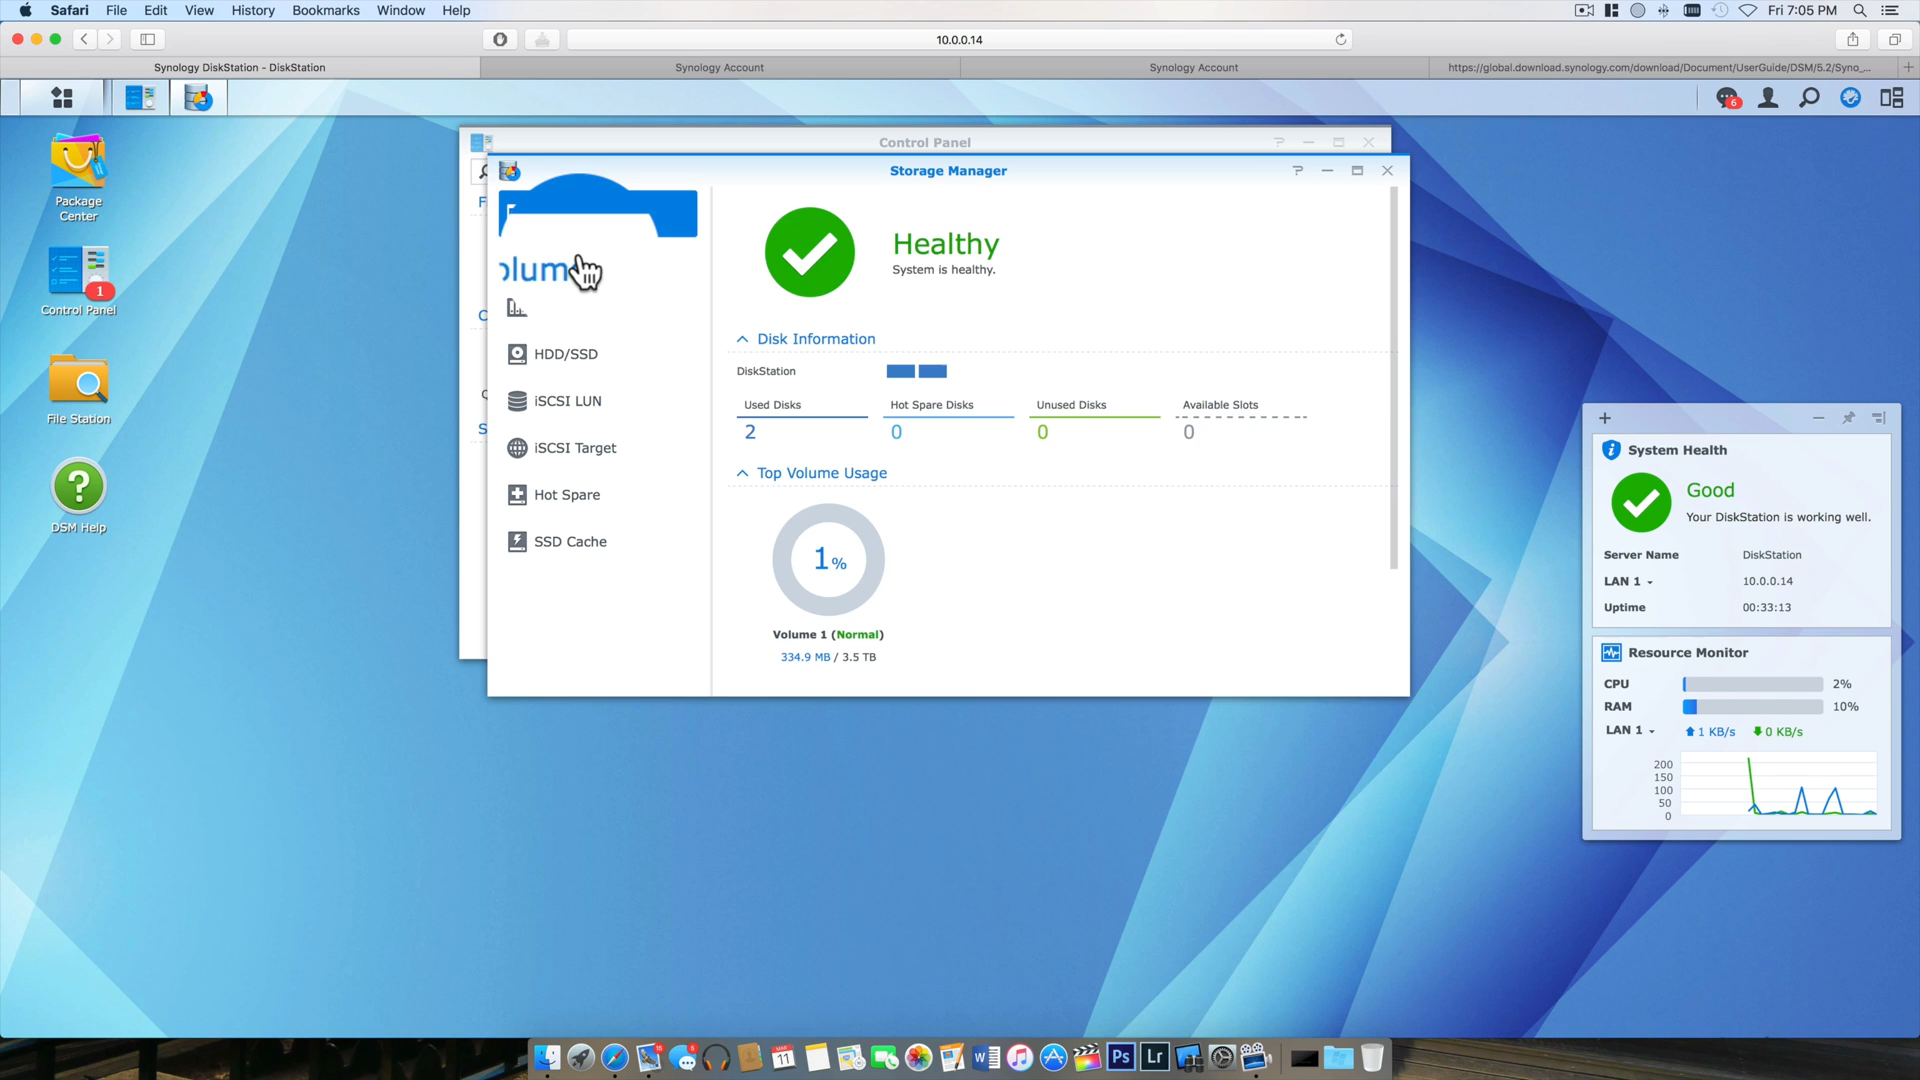 Safari File Edit View History Bookmarks Window Help
Fri 7:05 PM
10.0.0.14
Synology DiskStation - DiskStation
Synology Account
Synology Account
https://global.download.synology.com/download/Document/UserGuide/DSM/5.2/Syno_...
6
Package
Center
1
Control Panel
File Station
DSM Help
Control Panel
Storage Manager
olum
HDD/SSD
iSCSI LUN
iSCSI Target
Hot Spare
SSD Cache
Healthy
System is healthy.
Disk Information
DiskStation
Used Disks Hot Spare Disks Unused Disks Available Slots
2 0 0 0
Top Volume Usage
1%
Volume 1 (Normal)
334.9 MB / 3.5 TB
System Health
Good
Your DiskStation is working well.
Server Name DiskStation
LAN 1 10.0.0.14
Uptime 00:33:13
Resource Monitor
CPU 2%
RAM 10%
LAN 1 1 KB/s 0 KB/s
200
150
100
50
0
11
Ps
Lr